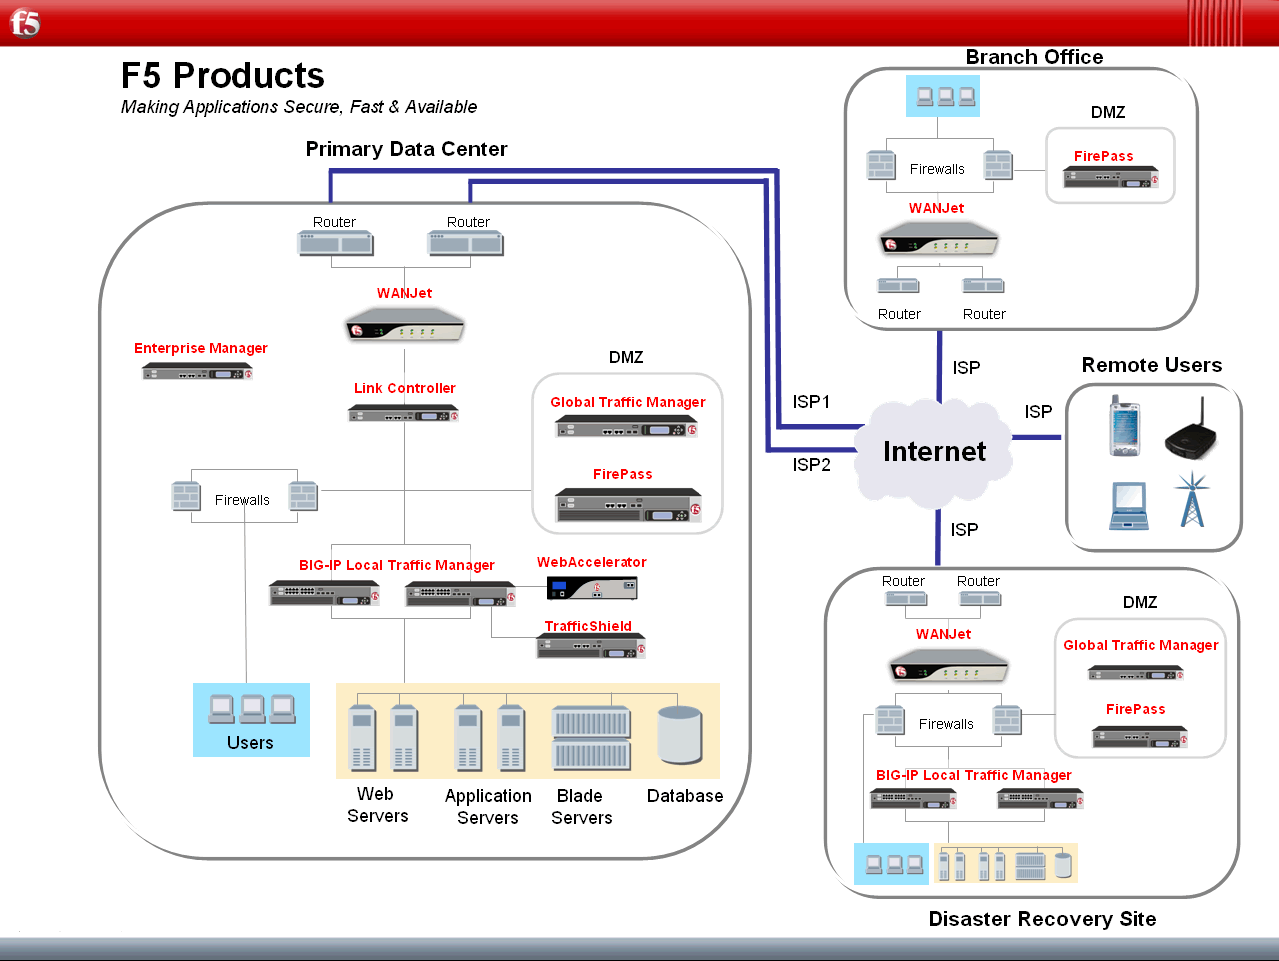 f5
F5 Products
Making Applications Secure, Fast & Available
Primary Data Center
Router
Router
WANJet
Enterprise Manager
Link Controller
DMZ
Global Traffic Manager
FirePass
Firewalls
BIG-IP Local Traffic Manager
WebAccelerator
TrafficShield
Users
Web
Servers
Application
Servers
Blade
Servers
Database
ISP1
ISP2
Internet
ISP
ISP
ISP
Branch Office
DMZ
FirePass
Firewalls
WANJet
Router
Router
Remote Users
Router
Router
DMZ
WANJet
Global Traffic Manager
FirePass
Firewalls
BIG-IP Local Traffic Manager
Disaster Recovery Site